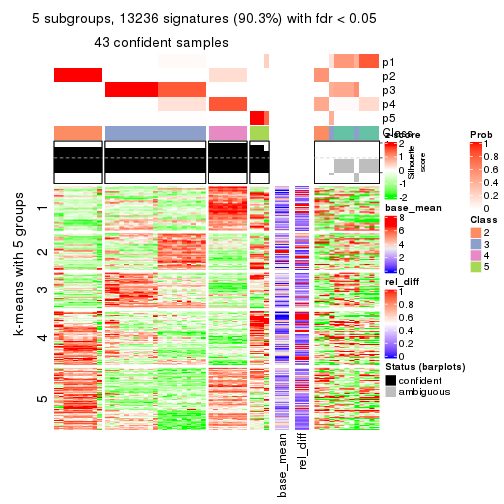 5 subgroups, 13236 signatures (90.3%) with fdr < 0.05
43 confident samples
p1
p2
p3
p4
p5
Class
Silhouette
score
k-means with 5 groups
1
2
3
4
5
base_mean
rel_diff
z-score
2
1
0
-1
-2
base_mean
8
6
4
2
0
rel_diff
1
0.8
0.6
0.4
0.2
0
Status (barplots)
confident
ambiguous
Prob
1
0.8
0.6
0.4
0.2
0
Class
2
3
4
5